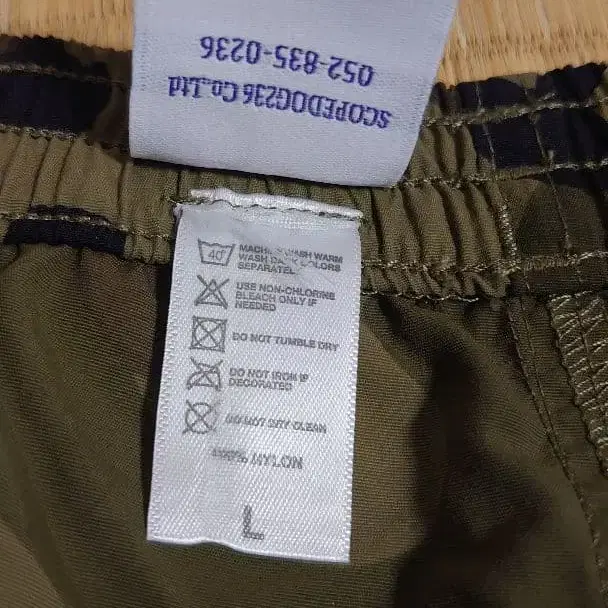 SCOPEDOG236 Co.,Ltd
052-835-0236
40°
MACHINE WASH WARM
WASH DARK COLORS
SEPARATELY
USE NON-CHLORINE
BLEACH ONLY IF
NEEDED
DO NOT TUMBLE DRY
DO NOT IRON IF
DECORATED
DO NOT DRY CLEAN
100% NYLON
L